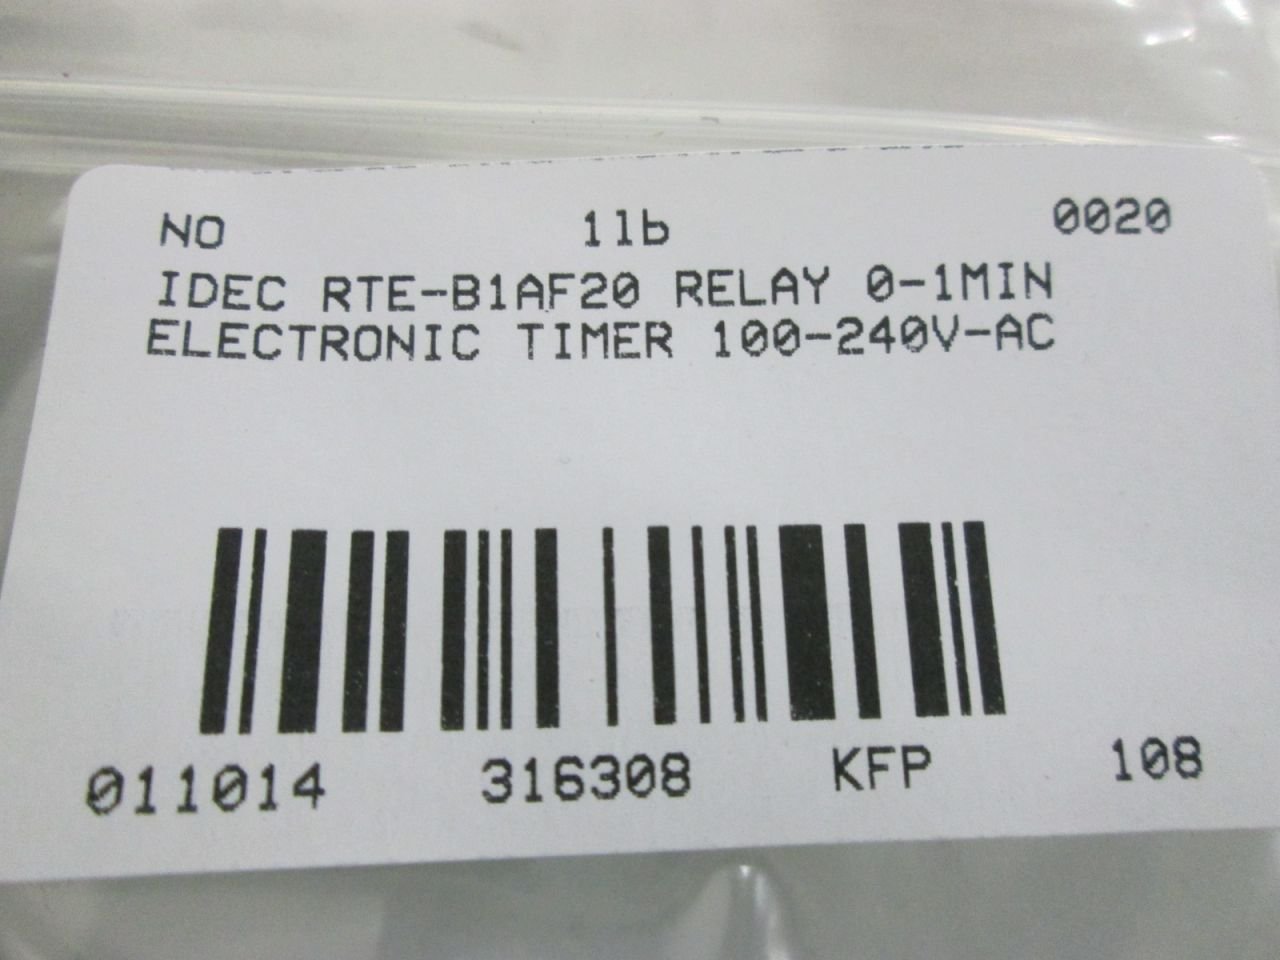 NO 1lb 0020
IDEC RTE-B1AF20 RELAY 0-1MIN
ELECTRONIC TIMER 100-240V-AC
011014 316308 KFP 108